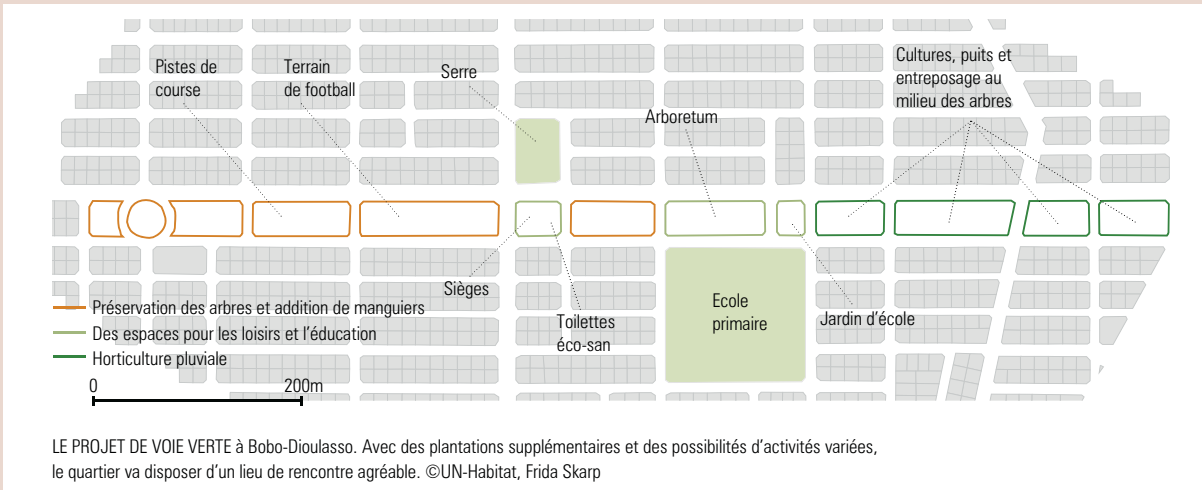 Pistes de
course
Terrain
de football
Serre
Arboretum
Cultures, puits et
entreposage au
milieu des arbres
Sièges
Toilettes
éco-san
Ecole
primaire
Jardin d'école
Préservation des arbres et addition de manguiers
Des espaces pour les loisirs et l'éducation
Horticulture pluviale
0 200m
LE PROJET DE VOIE VERTE à Bobo-Dioulasso. Avec des plantations supplémentaires et des possibilités d'activités variées,
le quartier va disposer d'un lieu de rencontre agréable. ©UN-Habitat, Frida Skarp